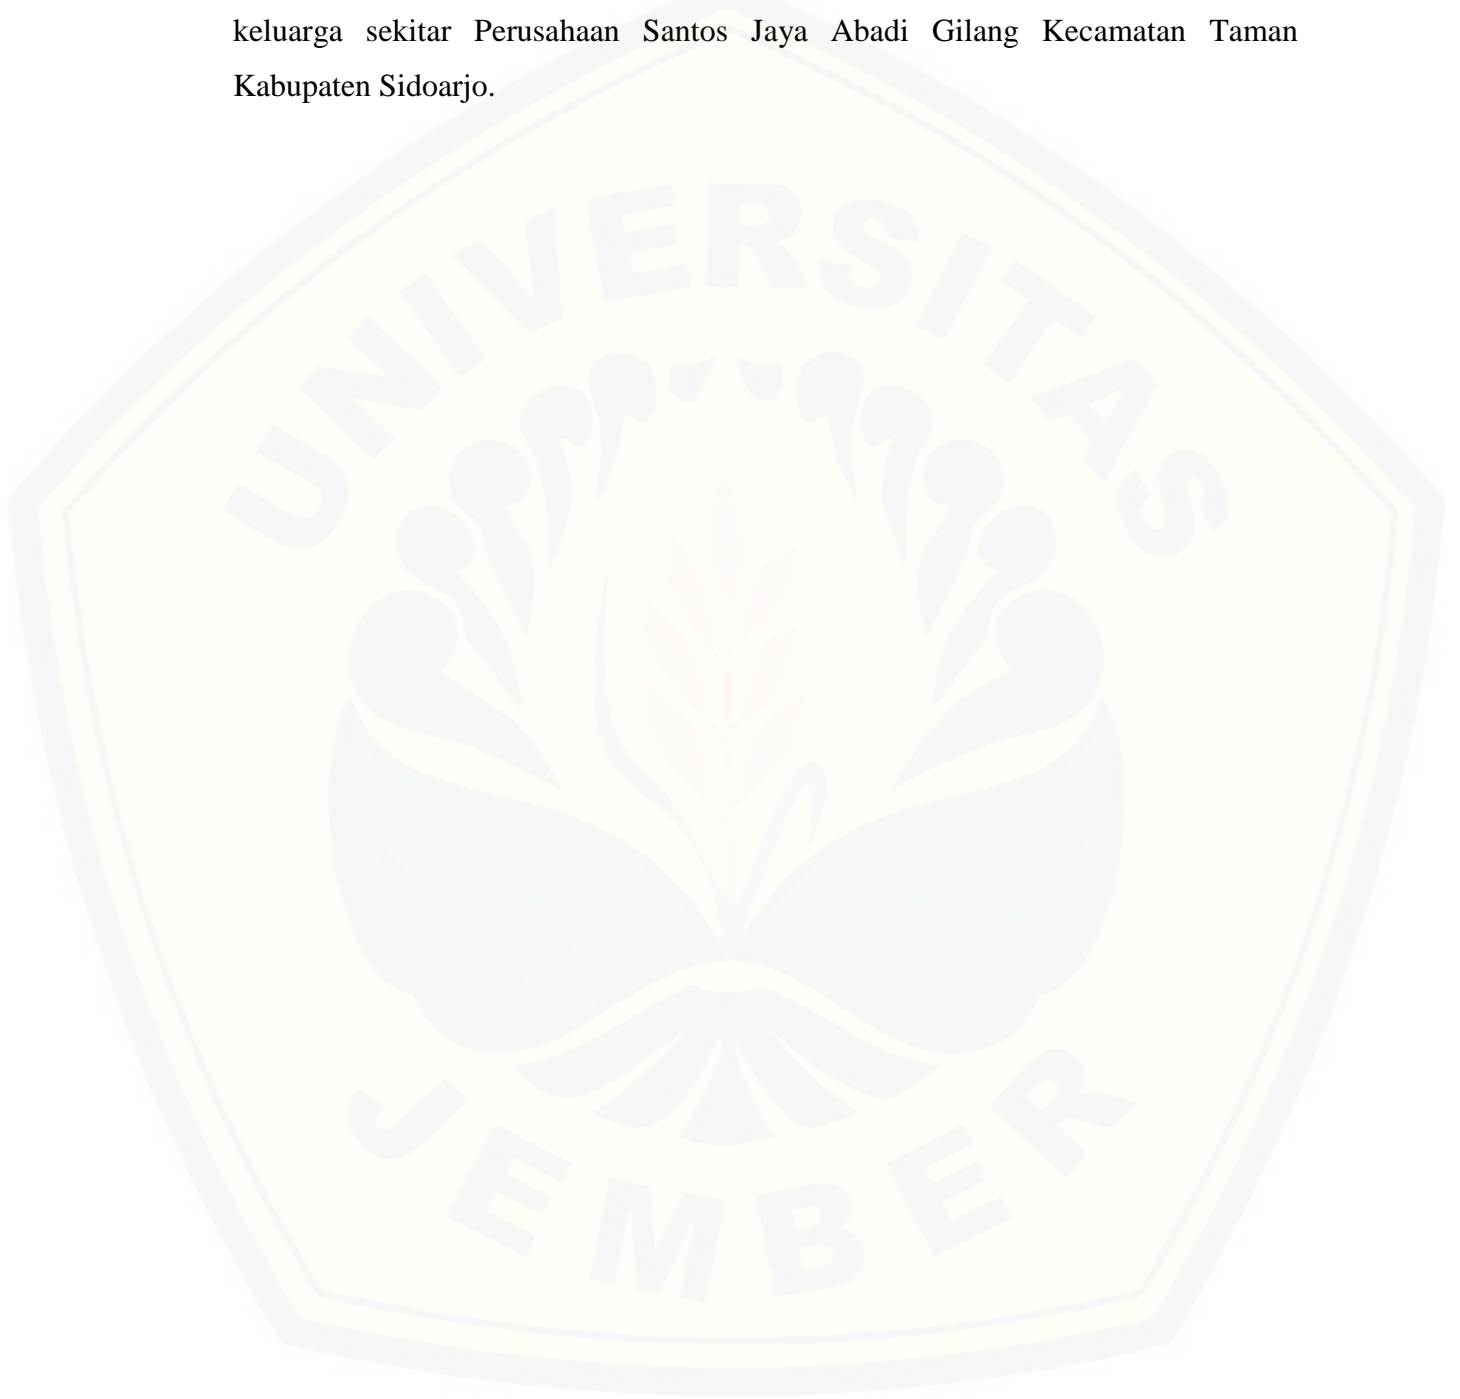 keluarga sekitar Perusahaan Santos Jaya Abadi Gilang Kecamatan Taman
Kabupaten Sidoarjo.
UNIVERSITAS
JEMBER